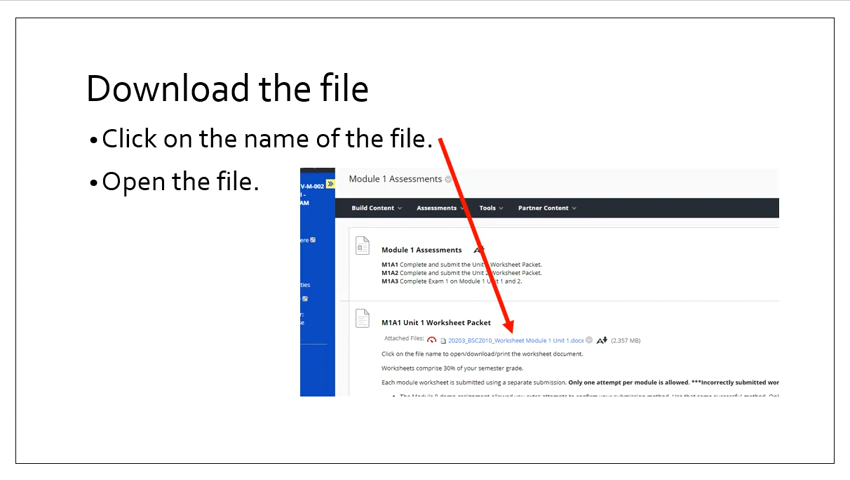 Download the file
•Click on the name of the file.
•Open the file.
V-M-002
AM
ere
ties
Module 1 Assessments
Build Content Assessments Tools Partner Content
Module 1 Assessments
M1A1 Complete and submit the Unit Worksheet Packet.
M1A2 Complete and submit the Unit Worksheet Packet.
M1A3 Complete Exam 1 on Module 1 Unit 1 and 2.
M1A1 Unit 1 Worksheet Packet
Attached Files: 20203_BSC2010_Worksheet Module 1 Unit 1.docx (2.357 MB)
Click on the file name to open/download/print the worksheet document.
Worksheets comprise 30% of your semester grade.
Each module worksheet is submitted using a separate submission. Only one attempt per module is allowed. ***Incorrectly submitted wor